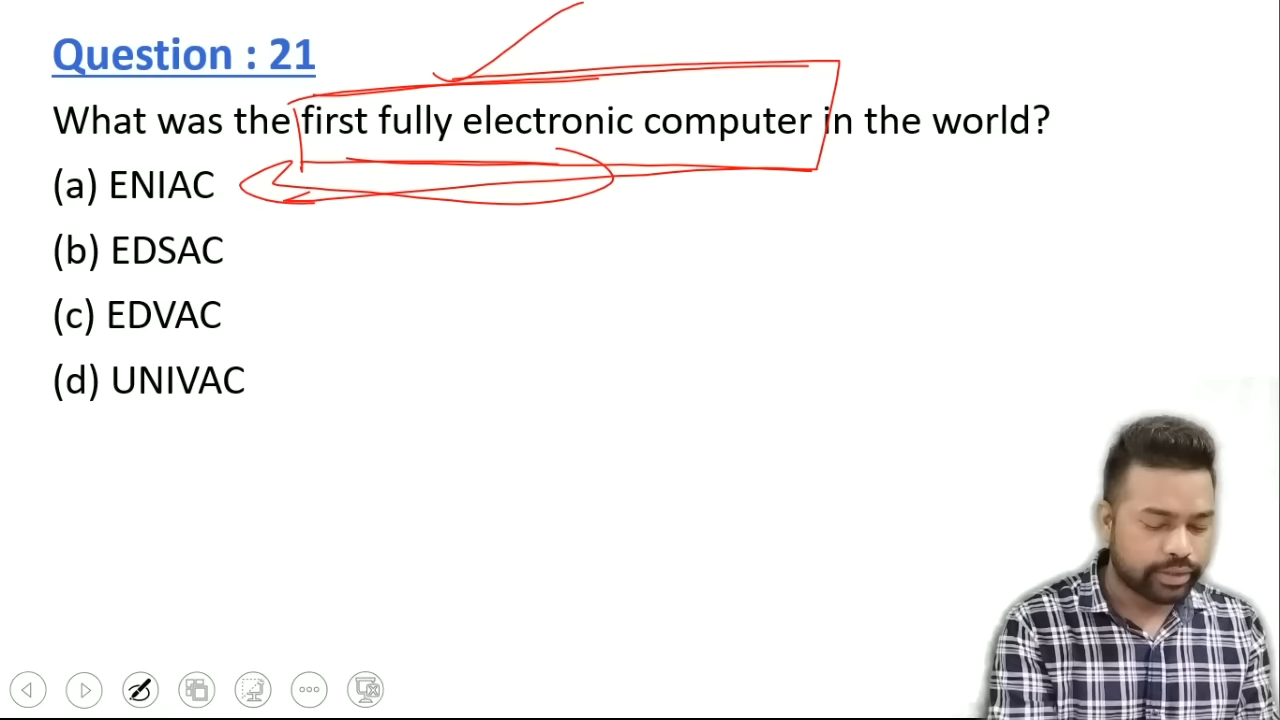 Question : 21
What was the first fully electronic computer in the world?
(a) ENIAC
(b) EDSAC
(c) EDVAC
(d) UNIVAC